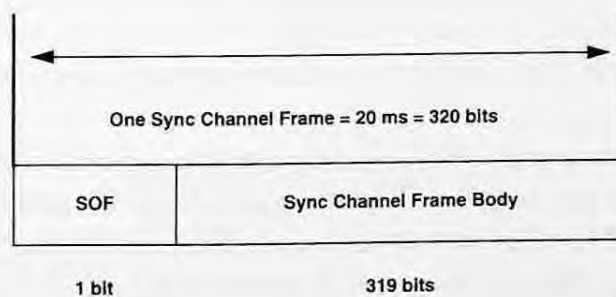 One Sync Channel Frame = 20 ms = 320 bits
SOF
Sync Channel Frame Body
1 bit
319 bits